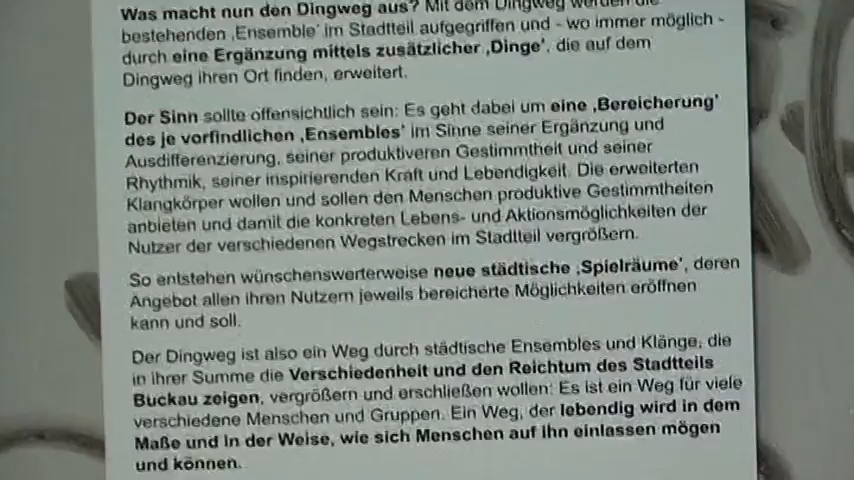 Was macht nun den Dingweg aus? Mit dem Dingweg werden die
bestehenden ‚Ensemble' im Stadtteil aufgegriffen und - wo immer möglich -
durch eine Ergänzung mittels zusätzlicher ‚Dinge', die auf dem
Dingweg ihren Ort finden, erweitert.
Der Sinn sollte offensichtlich sein: Es geht dabei um eine ‚Bereicherung'
des je vorfindlichen ‚Ensembles' im Sinne seiner Ergänzung und
Ausdifferenzierung, seiner produktiveren Gestimmtheit und seiner
Rhythmik, seiner inspirierenden Kraft und Lebendigkeit. Die erweiterten
Klangkörper wollen und sollen den Menschen produktive Gestimmtheiten
anbieten und damit die konkreten Lebens- und Aktionsmöglichkeiten der
Nutzer der verschiedenen Wegstrecken im Stadtteil vergrößern.
So entstehen wünschenswerterweise neue städtische ‚Spielräume', deren
Angebot allen ihren Nutzern jeweils bereicherte Möglichkeiten eröffnen
kann und soll.
Der Dingweg ist also ein Weg durch städtische Ensembles und Klänge, die
in ihrer Summe die Verschiedenheit und den Reichtum des Stadtteils
Buckau zeigen, vergrößern und erschließen wollen: Es ist ein Weg für viele
verschiedene Menschen und Gruppen. Ein Weg, der lebendig wird in dem
Maße und in der Weise, wie sich Menschen auf ihn einlassen mögen
und können.